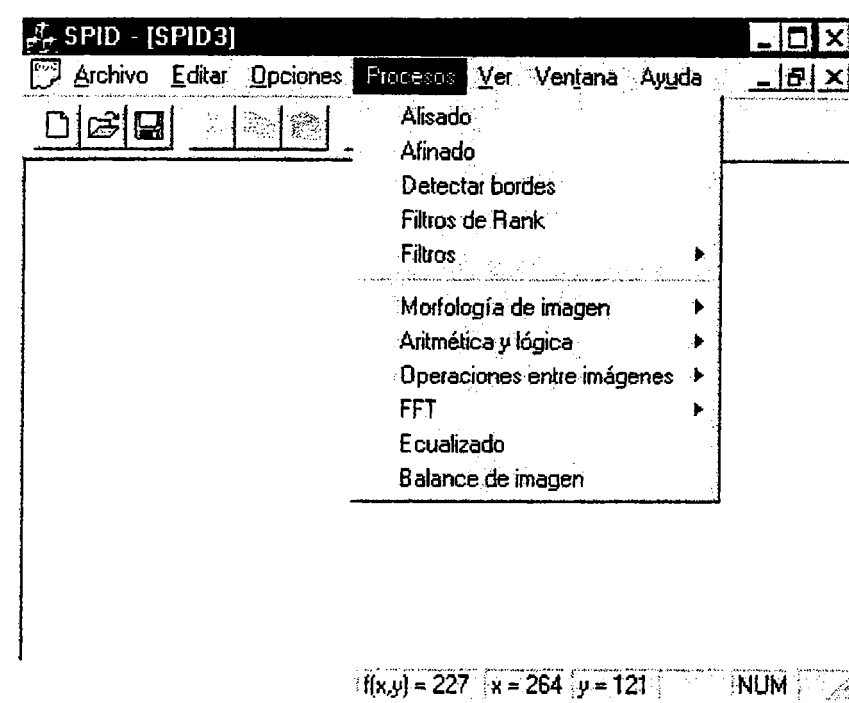 SPID - [SPID3]
Archivo Editar Opciones Procesos Ver Ventana Ayuda
Alisado
Afinado
Detectar bordes
Filtros de Rank
Filtros
Morfología de imagen
Aritmética y lógica
Operaciones entre imágenes
FFT
Ecualizado
Balance de imagen
f(x,y) = 227 x = 264 y = 121 NUM